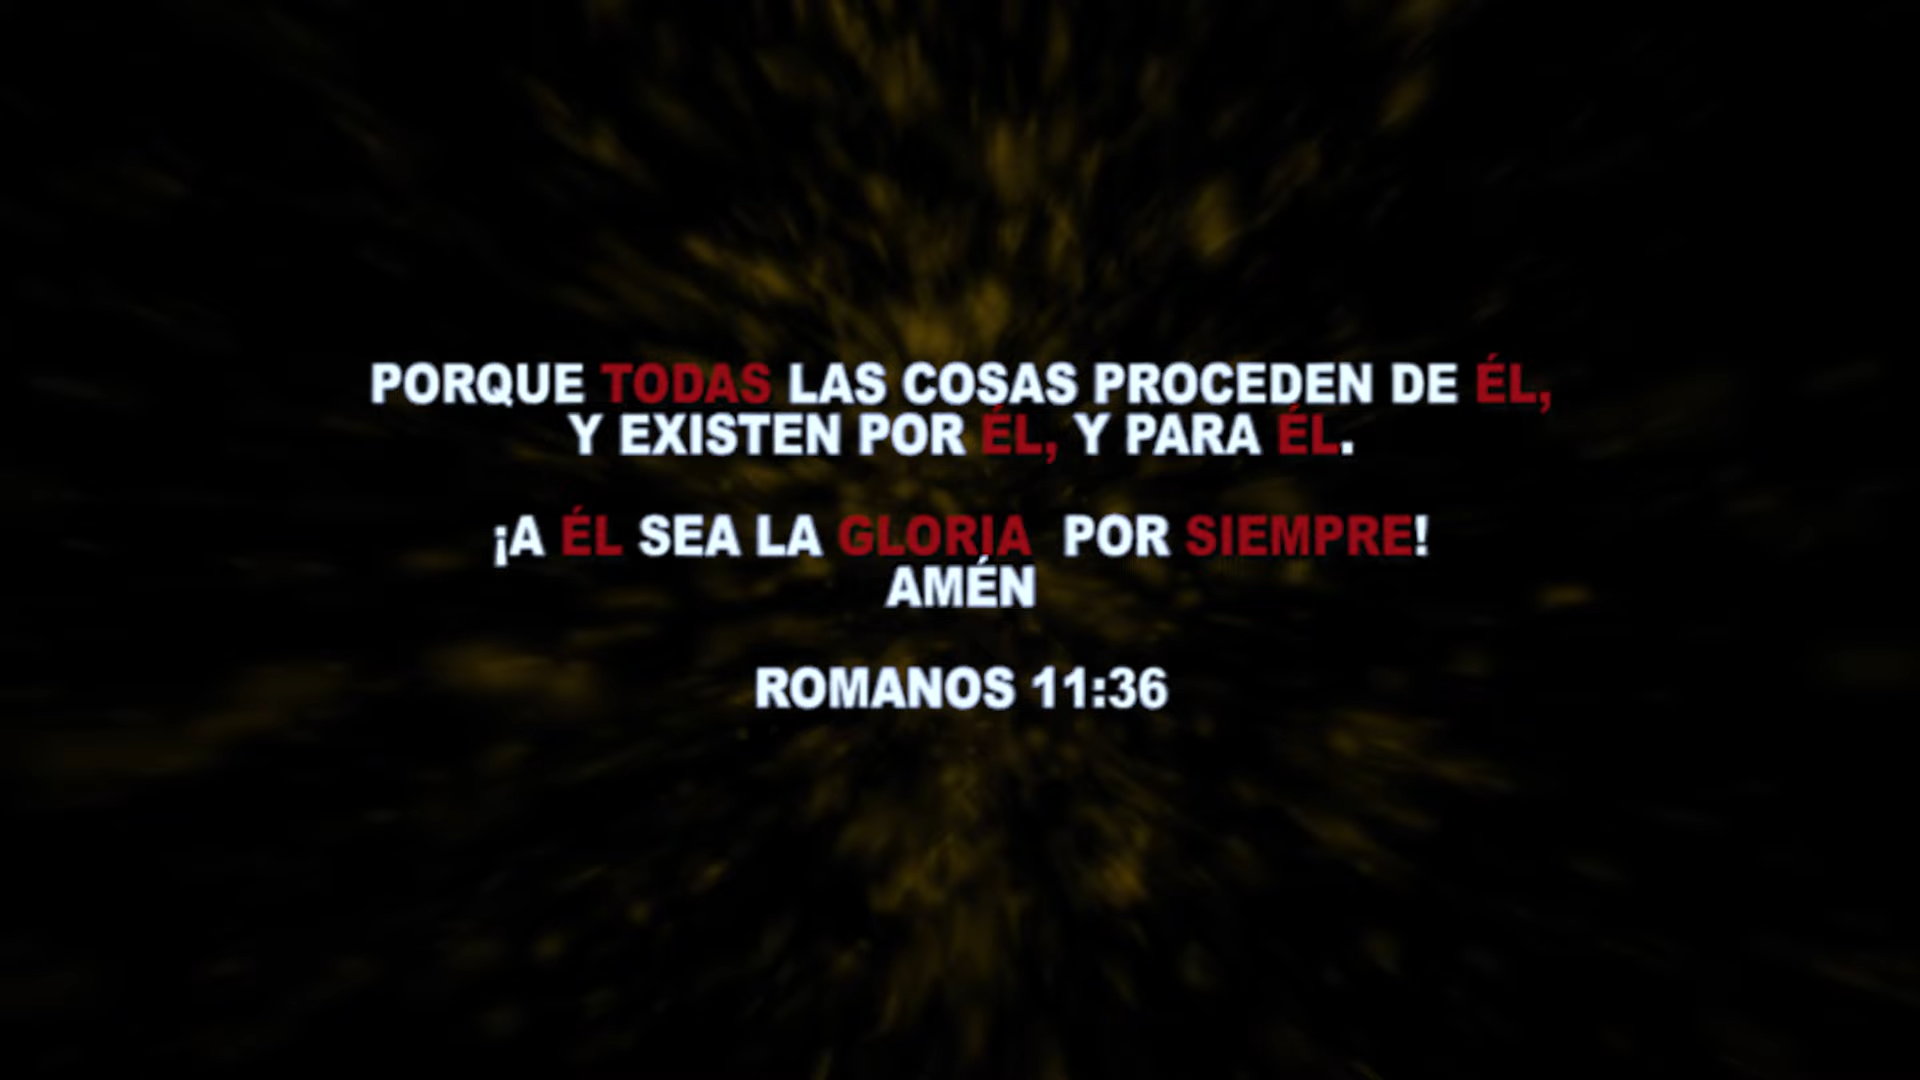 PORQUE TODAS LAS COSAS PROCEDEN DE ÉL,
Y EXISTEN POR ÉL, Y PARA ÉL.
¡A ÉL SEA LA GLORIA POR SIEMPRE!
AMÉN
ROMANOS 11:36